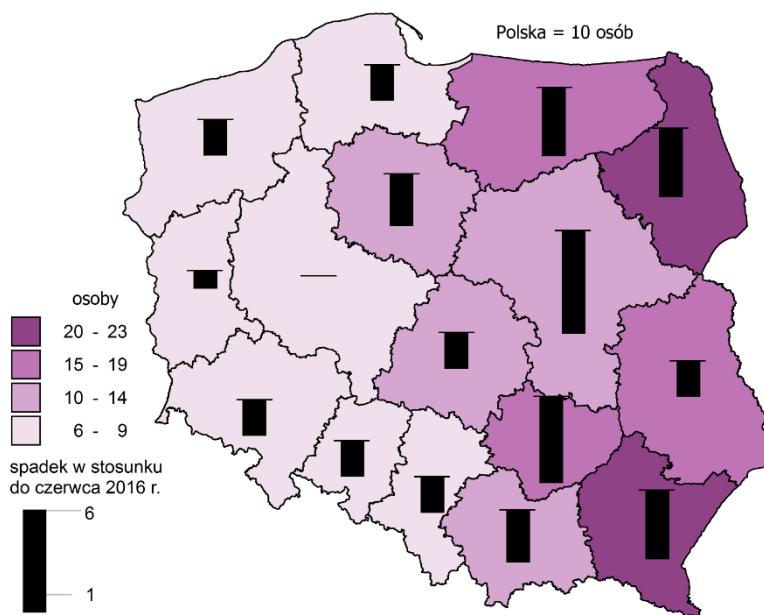 Polska = 10 osób
osoby
20 - 23
15 - 19
10 - 14
6 - 9
spadek w stosunku
do czerwca 2016 r.
6
1